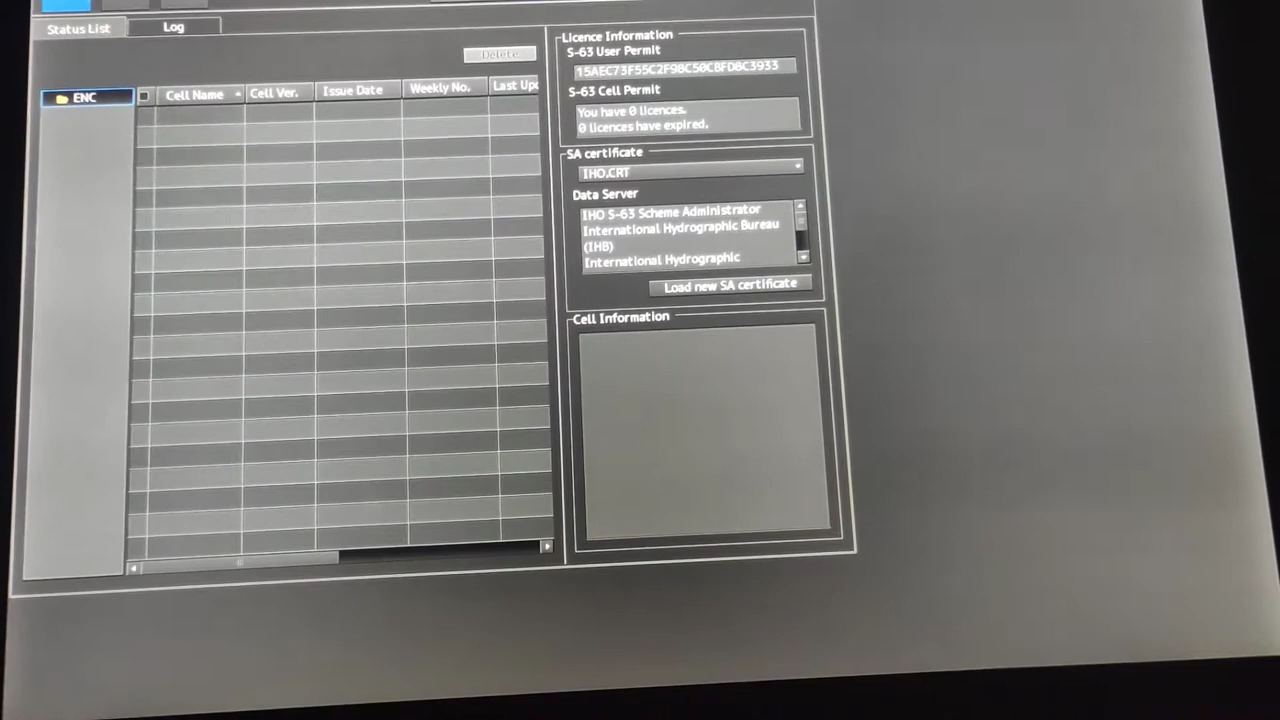 Status List
Log
Delete
ENC
Cell Name
Cell Ver.
Issue Date
Weekly No.
Last Upd
Licence Information
S-63 User Permit
15AEC73F55C2F98C50CBFD8C3933
S-63 Cell Permit
You have 0 licences.
0 licences have expired.
SA certificate
IHO.CRT
Data Server
IHO S-63 Scheme Administrator
International Hydrographic Bureau
(IHB)
International Hydrographic
Load new SA certificate
Cell Information